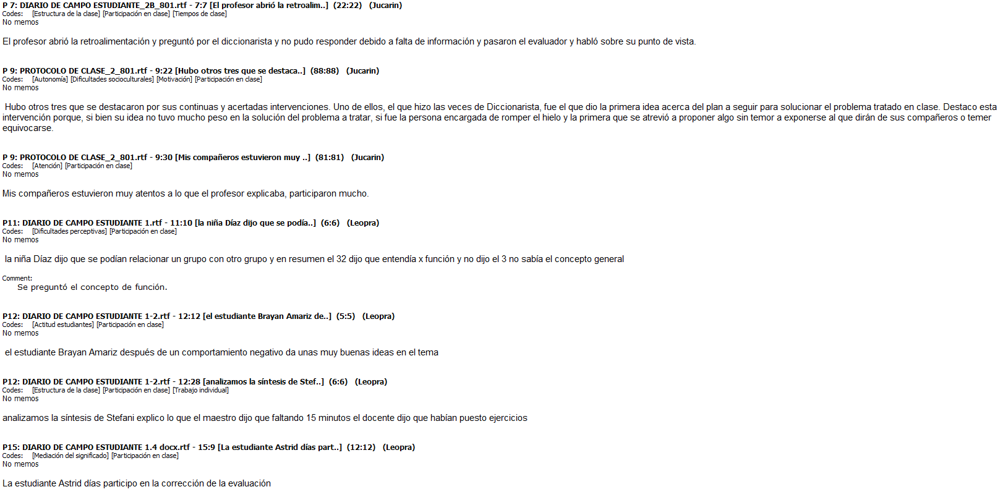 P 7: DIARIO DE CAMPO ESTUDIANTE_2B_801.rtf - 7:7 [El profesor abrió la retroalim..]  (22:22)   (Jucarin)
Codes: [Estructura de la clase] [Participación en clase] [Tiempos de clase]
No memos
El profesor abrió la retroalimentación y preguntó por el diccionarista y no pudo responder debido a falta de información y pasaron el evaluador y habló sobre su punto de vista.
P 9: PROTOCOLO DE CLASE_2_801.rtf - 9:22 [Hubo otros tres que se destaca..]  (88:88)   (Jucarin)
Codes: [Autonomía] [Dificultades socioculturales] [Motivación] [Participación en clase]
No memos
Hubo otros tres que se destacaron por sus continuas y acertadas intervenciones. Uno de ellos, el que hizo las veces de Diccionarista, fue el que dio la primera idea acerca del plan a seguir para solucionar el problema tratado en clase. Destaco esta
intervención porque, si bien su idea no tuvo mucho peso en la solución del problema a tratar, si fue la persona encargada de romper el hielo y la primera que se atrevió a proponer algo sin temor a exponerse al que dirán de sus compañeros o temer
equivocarse.
P 9: PROTOCOLO DE CLASE_2_801.rtf - 9:30 [Mis compañeros estuvieron muy ..]  (81:81)   (Jucarin)
Codes: [Atención] [Participación en clase]
No memos
Mis compañeros estuvieron muy atentos a lo que el profesor explicaba, participaron mucho.
P11: DIARIO DE CAMPO ESTUDIANTE 1.rtf - 11:10 [la niña Díaz dijo que se podía..]  (6:6)   (Leopra)
Codes: [Dificultades perceptivas] [Participación en clase]
No memos
la niña Díaz dijo que se podían relacionar un grupo con otro grupo y en resumen el 32 dijo que entendía x función y no dijo el 3 no sabía el concepto general
Comment:
Se preguntó el concepto de función.
P12: DIARIO DE CAMPO ESTUDIANTE 1-2.rtf - 12:12 [el estudiante Brayan Amariz de..]  (5:5)   (Leopra)
Codes: [Actitud estudiantes] [Participación en clase]
No memos
el estudiante Brayan Amariz después de un comportamiento negativo da unas muy buenas ideas en el tema
P12: DIARIO DE CAMPO ESTUDIANTE 1-2.rtf - 12:28 [analizamos la síntesis de Stef..]  (6:6)   (Leopra)
Codes: [Estructura de la clase] [Participación en clase] [Trabajo individual]
No memos
analizamos la síntesis de Stefani explico lo que el maestro dijo que faltando 15 minutos el docente dijo que habían puesto ejercicios
P15: DIARIO DE CAMPO ESTUDIANTE 1.4 docx.rtf - 15:9 [La estudiante Astrid días part..]  (12:12)   (Leopra)
Codes: [Mediación del significado] [Participación en clase]
No memos
La estudiante Astrid días participo en la corrección de la evaluación